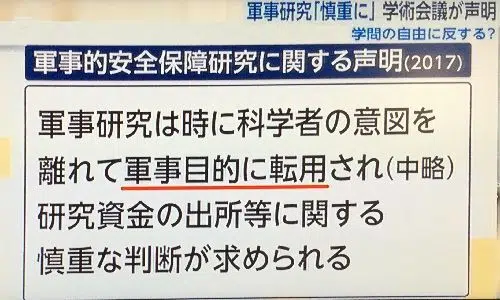 軍事研究「慎重に」学術会議が声明
学問の自由に反する?
軍事的安全保障研究に関する声明(2017)
軍事研究は時に科学者の意図を
離れて軍事目的に転用され(中略)
研究資金の出所等に関する
慎重な判断が求められる